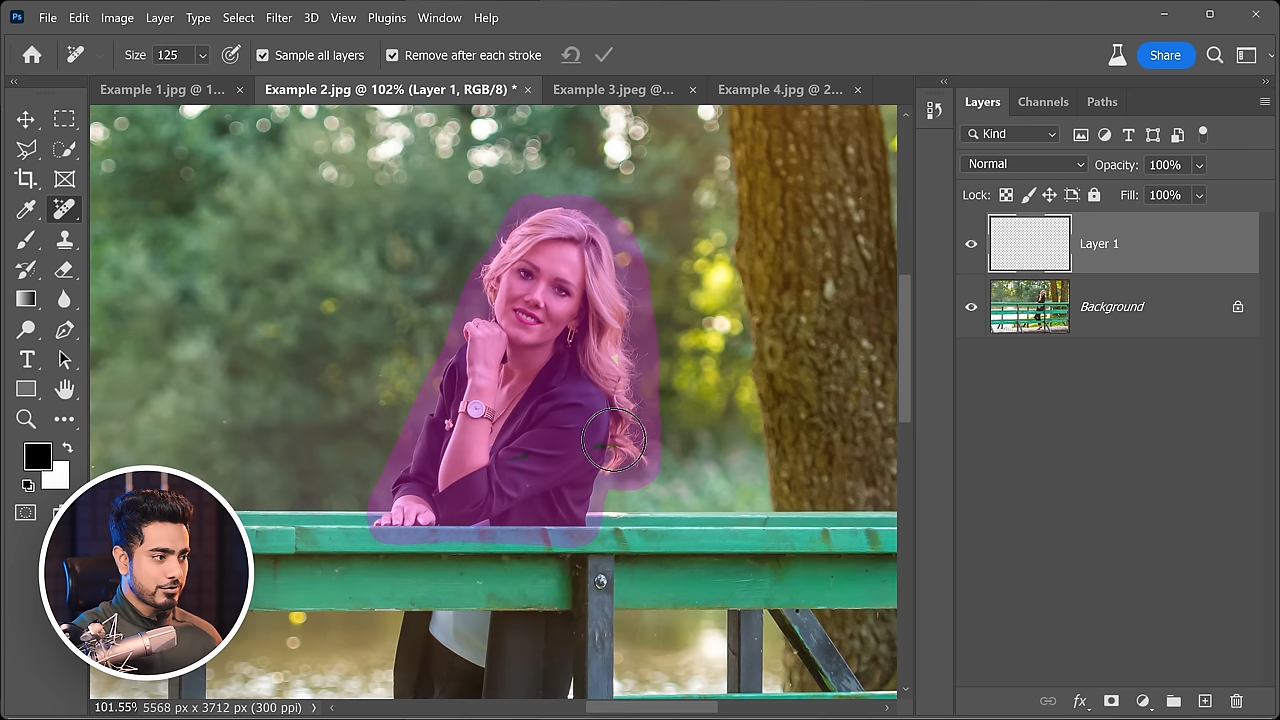 Ps File Edit Image Layer Type Select Filter 3D View Plugins Window Help
Size 125 Sample all layers Remove after each stroke Share
Example 1.jpg @ 1... × Example 2.jpg @ 102% (Layer 1, RGB/8) * × Example 3.jpeg @... × Example 4.jpg @ 2... ×
Layers Channels Paths
Kind
Normal Opacity: 100%
Lock: Fill: 100%
Layer 1
Background
101.55% 5568 px x 3712 px (300 ppi)
fx